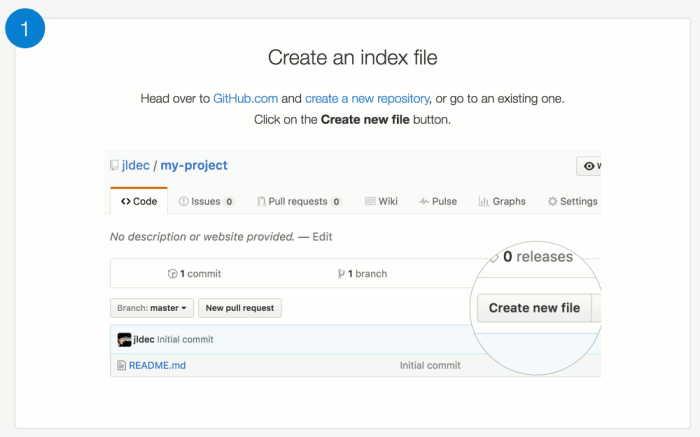 1
Create an index file
Head over to GitHub.com and create a new repository, or go to an existing one.
Click on the Create new file button.
jldec / my-project
Code Issues 0 Pull requests 0 Wiki Pulse Graphs Settings
No description or website provided. — Edit
0 releases
1 commit 1 branch
Branch: master New pull request Create new file
jldec Initial commit
README.md Initial commit